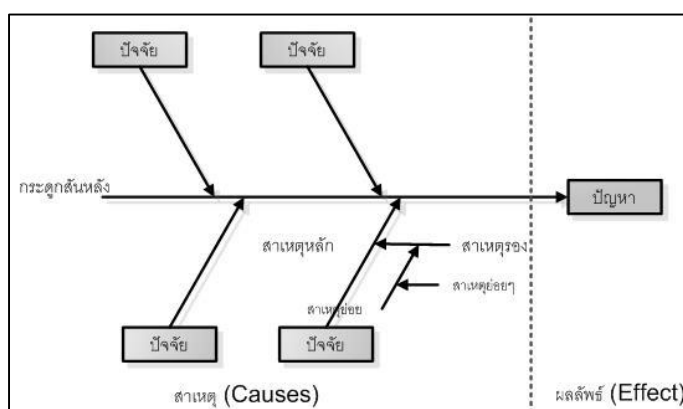 ปัจจัย
ปัจจัย
กระดูกสันหลัง
ปัญหา
สาเหตุหลัก
สาเหตุรอง
สาเหตุย่อย
สาเหตุย่อยๆ
ปัจจัย
ปัจจัย
สาเหตุ (Causes)
ผลลัพธ์ (Effect)